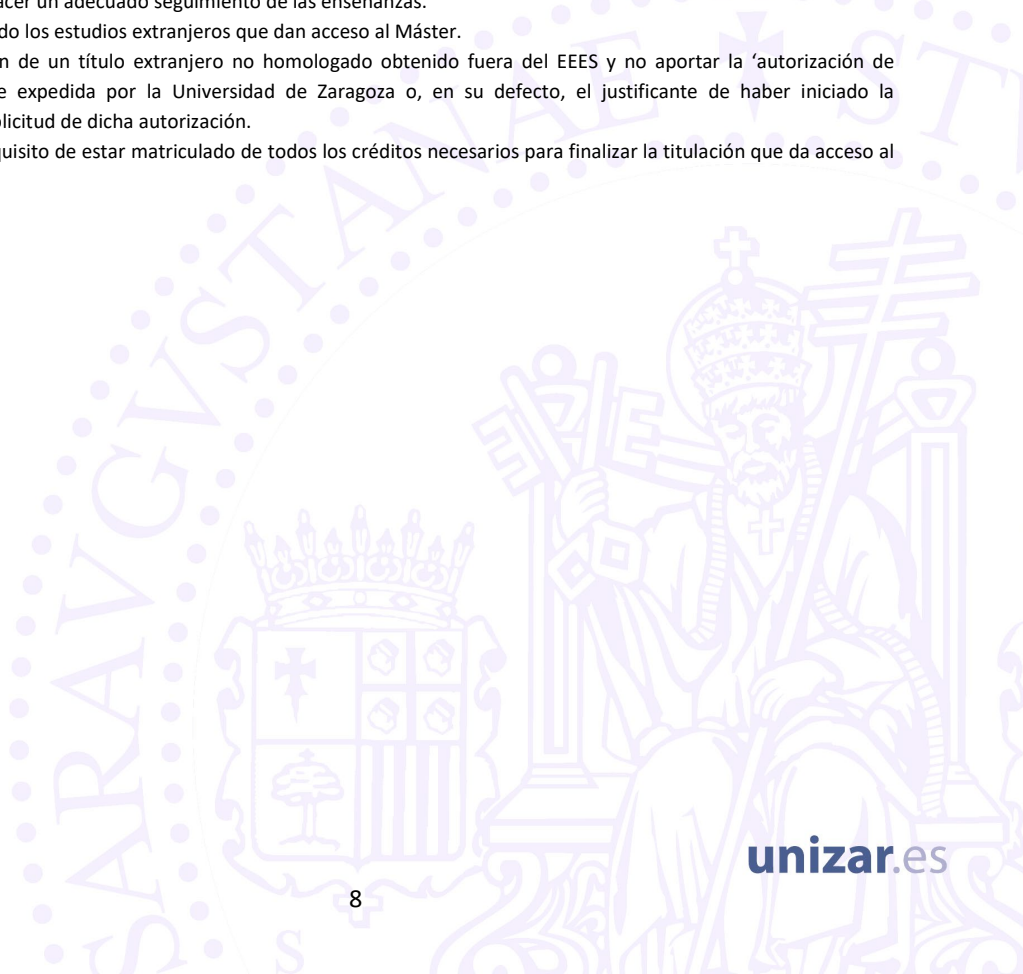 acer un adecuado seguimiento de las enseñanzas.
do los estudios extranjeros que dan acceso al Máster.
n de un título extranjero no homologado obtenido fuera del EEES y no aportar la ‘autorización de
e expedida por la Universidad de Zaragoza o, en su defecto, el justificante de haber iniciado la
licitud de dicha autorización.
quisito de estar matriculado de todos los créditos necesarios para finalizar la titulación que da acceso al
SARAVGVSTANAE
ST
S
unizar.es
8